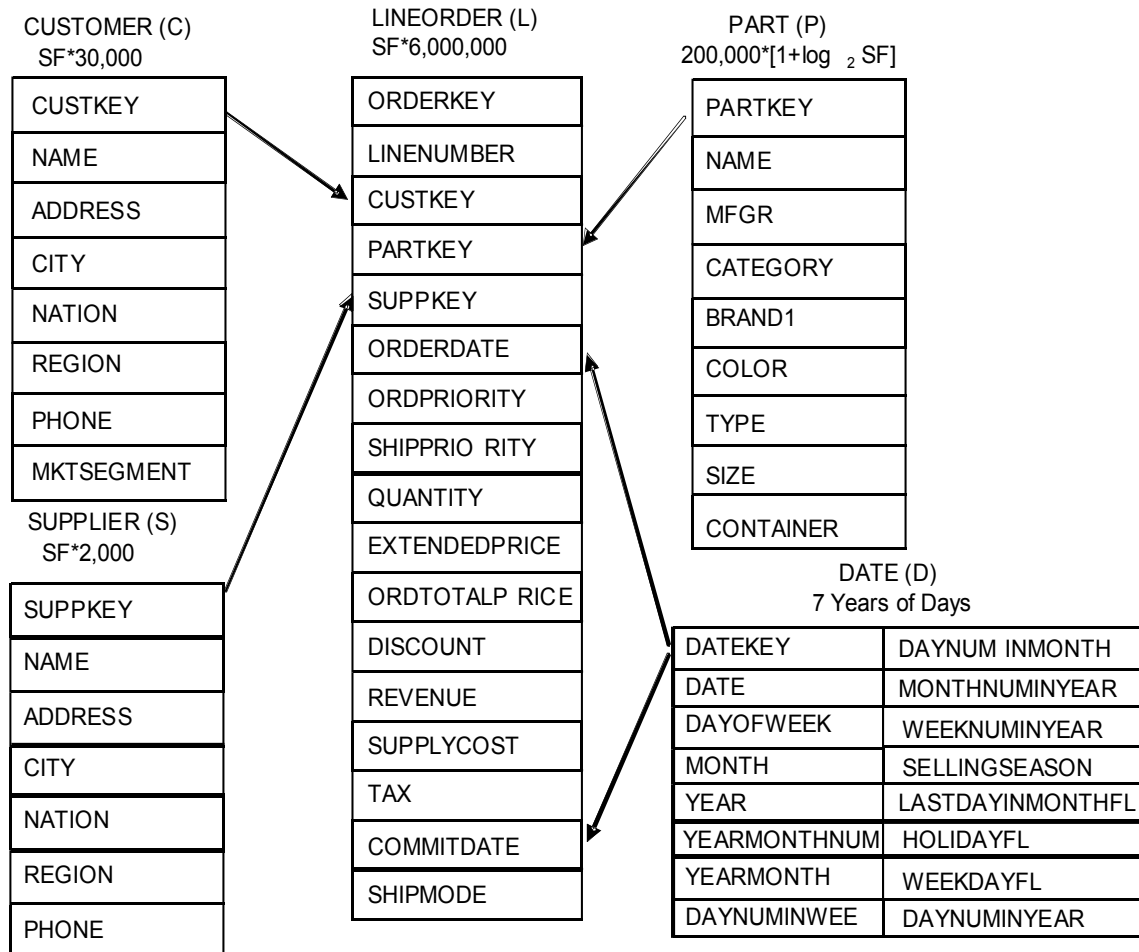 CUSTOMER (C)
SF*30,000
CUSTKEY
NAME
ADDRESS
CITY
NATION
REGION
PHONE
MKTSEGMENT
SUPPLIER (S)
SF*2,000
SUPPKEY
NAME
ADDRESS
CITY
NATION
REGION
PHONE
LINEORDER (L)
SF*6,000,000
ORDERKEY
LINENUMBER
CUSTKEY
PARTKEY
SUPPKEY
ORDERDATE
ORDPRIORITY
SHIPPRIO RITY
QUANTITY
EXTENDEDPRICE
ORDTOTALP RICE
DISCOUNT
REVENUE
SUPPLYCOST
TAX
COMMITDATE
SHIPMODE
PART (P)
200,000*[1+log 2 SF]
PARTKEY
NAME
MFGR
CATEGORY
BRAND1
COLOR
TYPE
SIZE
CONTAINER
DATE (D)
7 Years of Days
DATEKEY DAYNUM INMONTH
DATE MONTHNUMINYEAR
DAYOFWEEK WEEKNUMINYEAR
MONTH SELLINGSEASON
YEAR LASTDAYINMONTHFL
YEARMONTHNUM HOLIDAYFL
YEARMONTH WEEKDAYFL
DAYNUMINWEE DAYNUMINYEAR